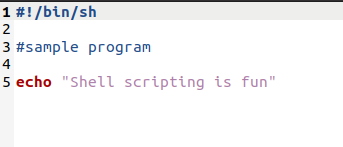 1 #!/bin/sh
2
3 #sample program
4
5 echo "Shell scripting is fun"